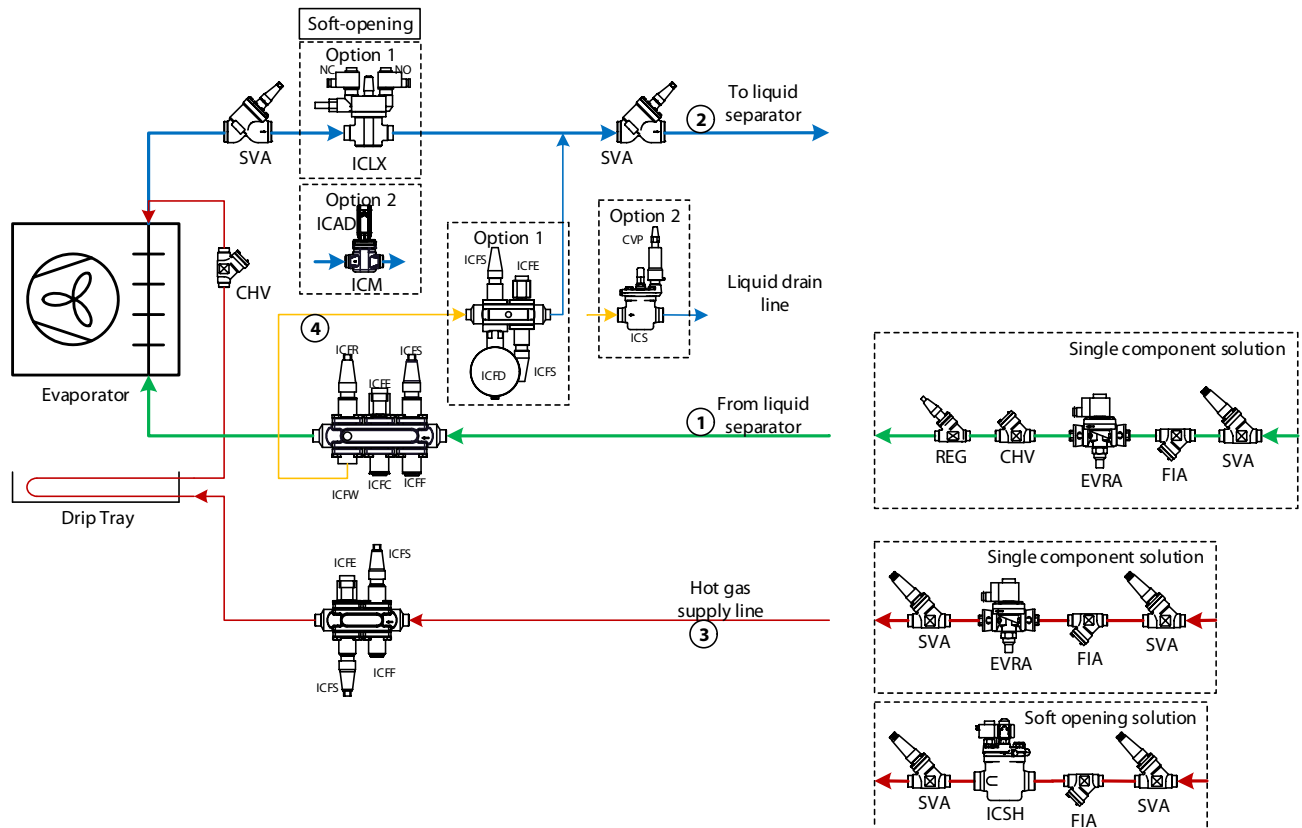 Soft-opening
Option 1
NC
NO
ICLX
SVA
SVA
2
To liquid
separator
Option 2
ICAD
ICM
CHV
Option 1
ICFS
ICFE
ICFD
ICFS
Option 2
CVP
ICS
Liquid drain
line
4
Evaporator
ICFR
ICFE
ICFS
ICFW
ICFC
ICFF
1
From liquid
separator
Single component solution
REG
CHV
EVRA
FIA
SVA
Drip Tray
ICFE
ICFS
ICFS
ICFF
Hot gas
supply line
3
Single component solution
SVA
EVRA
FIA
SVA
Soft opening solution
SVA
ICSH
FIA
SVA